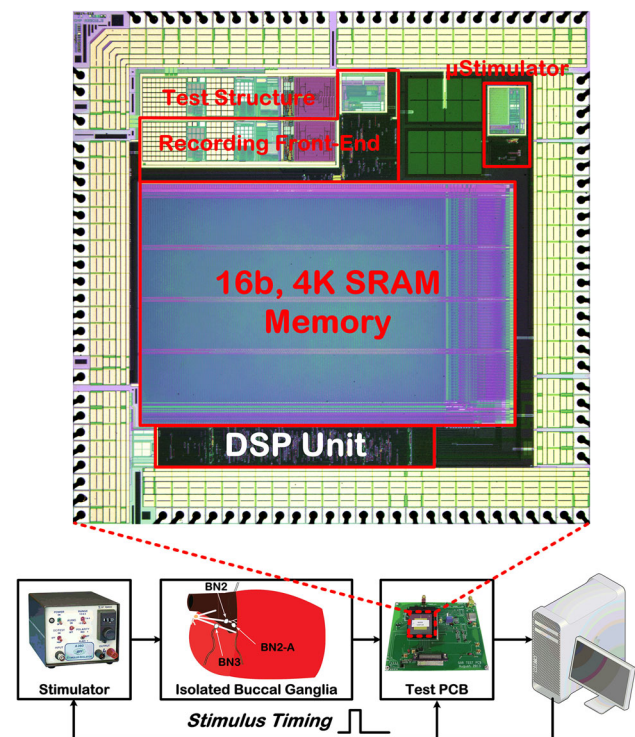 µStimulator
Test Structure
Recording Front-End
16b, 4K SRAM
Memory
DSP Unit
BN2
BN2-A
BN3
Stimulator
Isolated Buccal Ganglia
Test PCB
Stimulus Timing